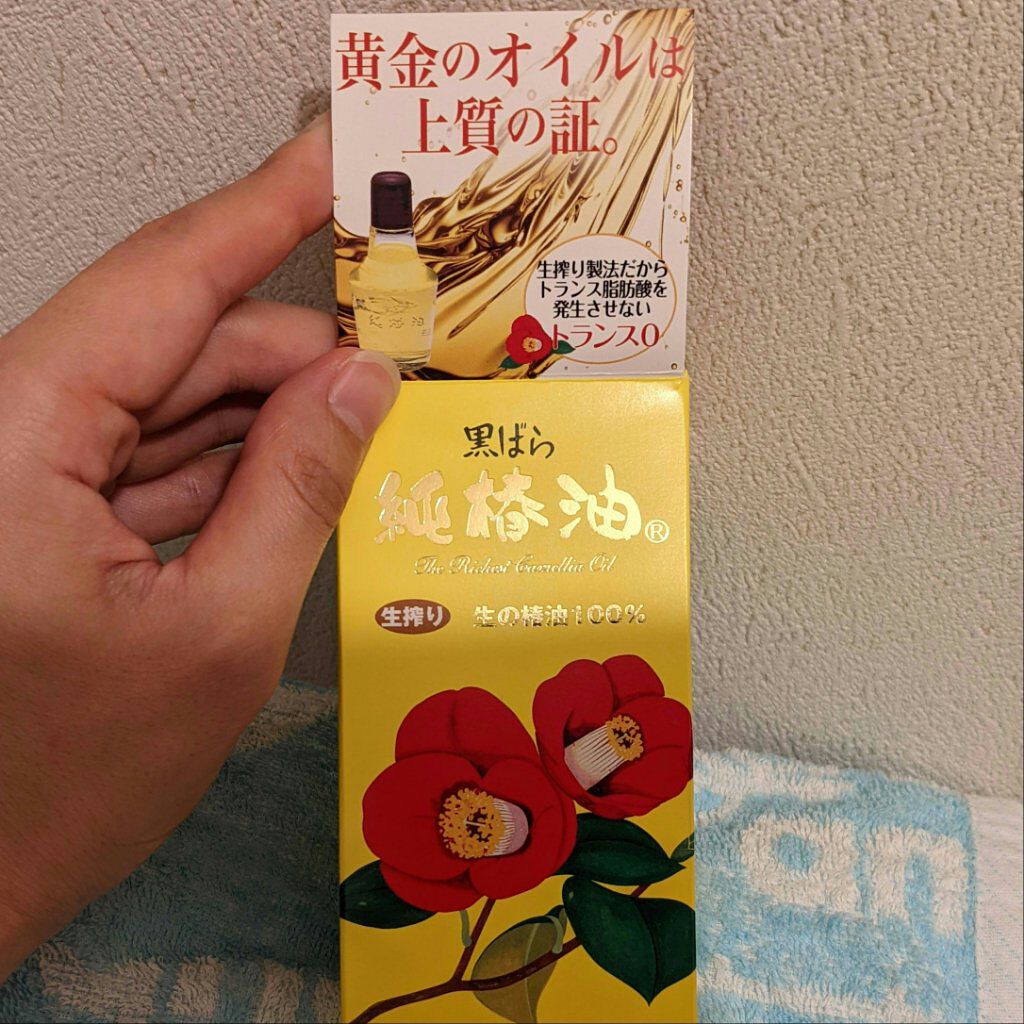 黄金のオイルは
上質の証。
生搾り製法だから
トランス脂肪酸を
発生させない
トランス0
純椿油
黒ばら
純椿油®
The Richest Camellia Oil
生搾り 生の椿油100%